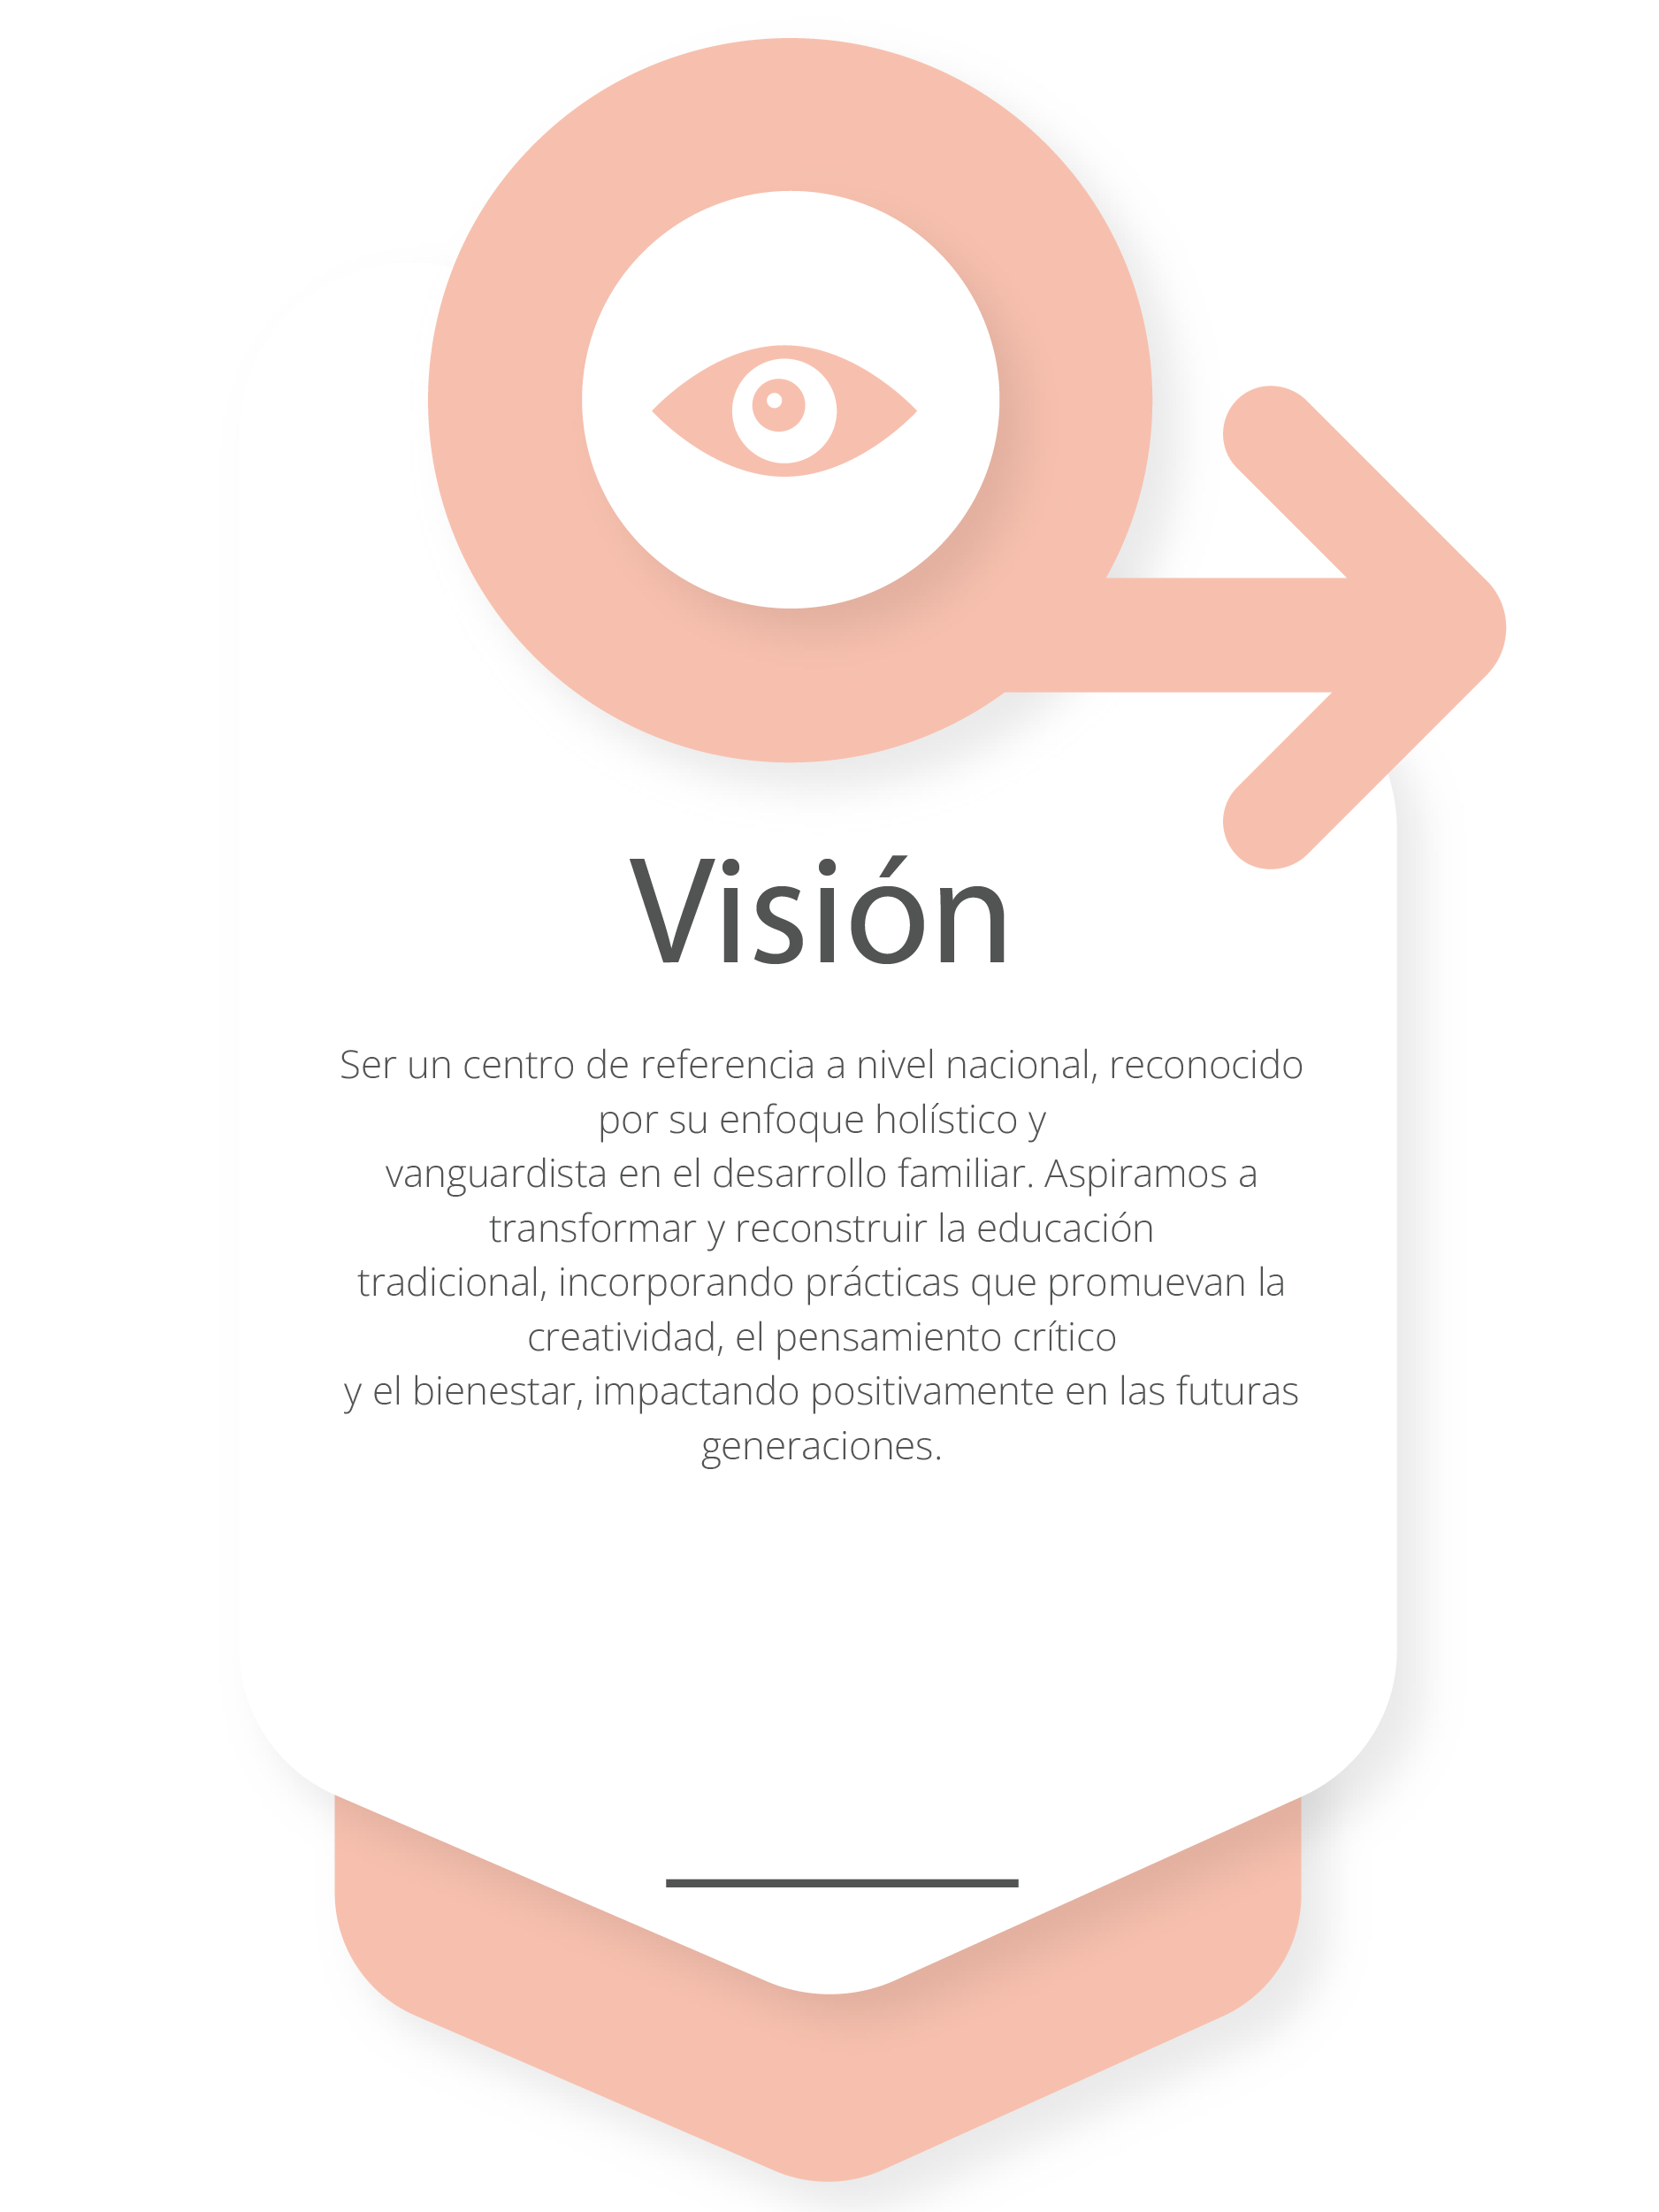 Visión
Ser un centro de referencia a nivel nacional, reconocido
por su enfoque holístico y
vanguardista en el desarrollo familiar. Aspiramos a
transformar y reconstruir la educación
tradicional, incorporando prácticas que promuevan la
creatividad, el pensamiento crítico
y el bienestar, impactando positivamente en las futuras
generaciones.